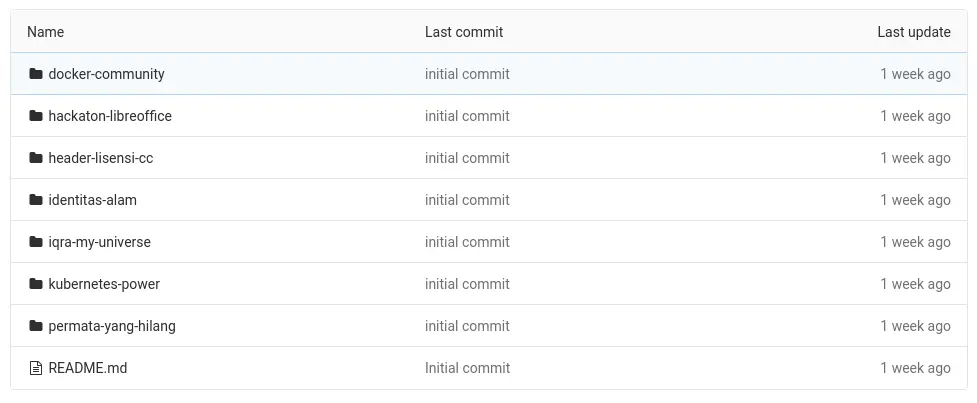 Name Last commit Last update
docker-community initial commit 1 week ago
hackaton-libreoffice initial commit 1 week ago
header-lisensi-cc initial commit 1 week ago
identitas-alam initial commit 1 week ago
iqra-my-universe initial commit 1 week ago
kubernetes-power initial commit 1 week ago
permata-yang-hilang initial commit 1 week ago
README.md Initial commit 1 week ago